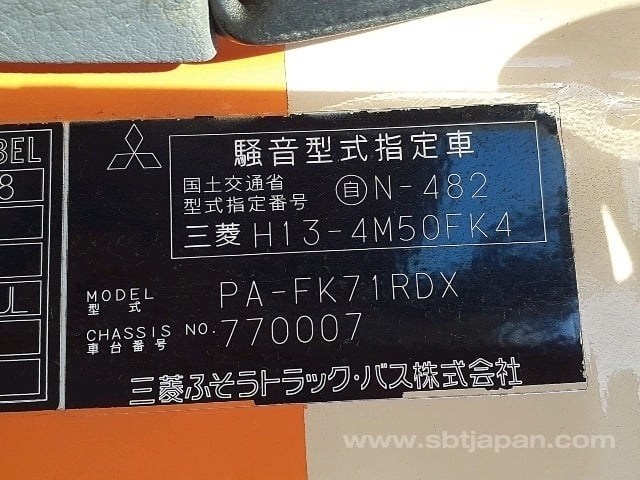 BEL
8
UL
騒音型式指定車
国土交通省
型式指定番号
自 N-482
三菱 H13-4M50FK4
MODEL
型式
PA-FK71RDX
CHASSIS NO.
車台番号
770007
三菱ふそうトラック・バス株式会社
www.sbtjapan.com